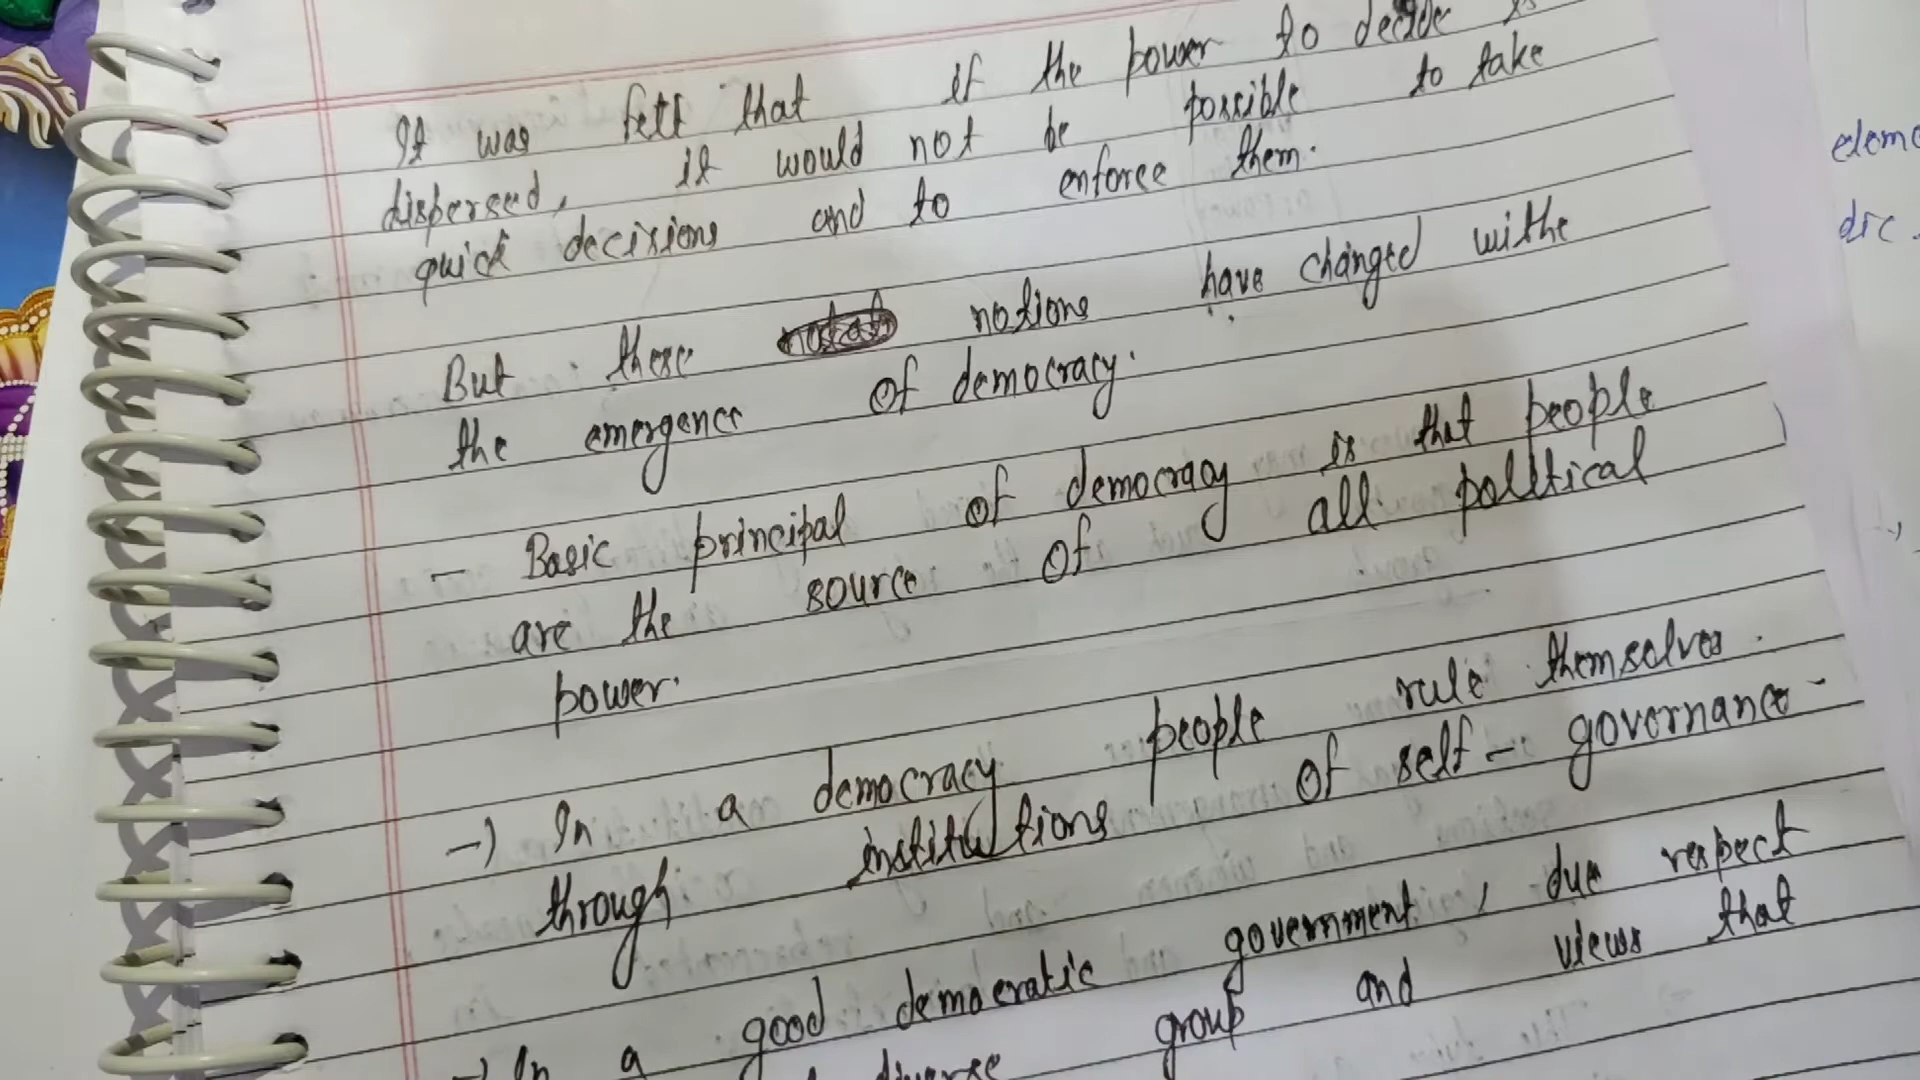 It was felt that if the power to decide is
dispersed, it would not be possible to take
quick decisions and to enforce them.
But these notions have changed withe
the emergence of democracy.
- Basic principal of democracy is that people
are the source of all political
power.
→ In a democracy people rule themselves.
through institutions of self-governance.
→ In a good democratic government, due respect
diverse group and views that
dic.